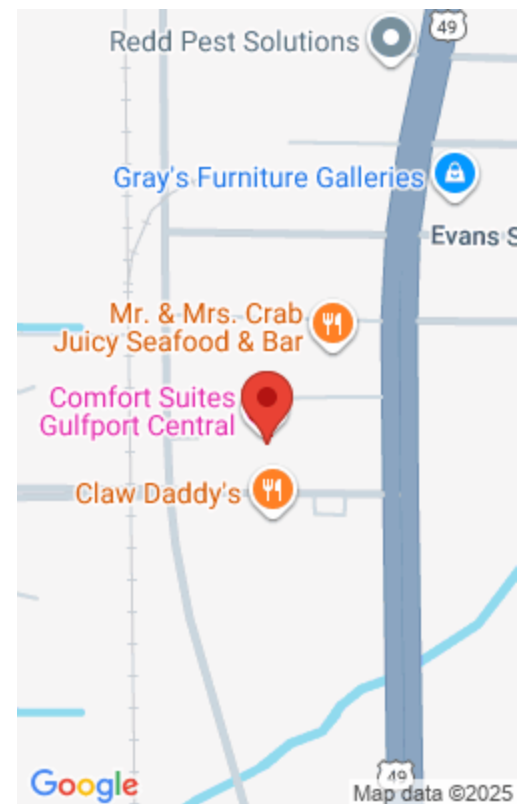 49
Redd Pest Solutions
Gray's Furniture Galleries
Evans S
Mr. & Mrs. Crab
Juicy Seafood & Bar
Comfort Suites
Gulfport Central
Claw Daddy's
49
Google
Map data ©2025